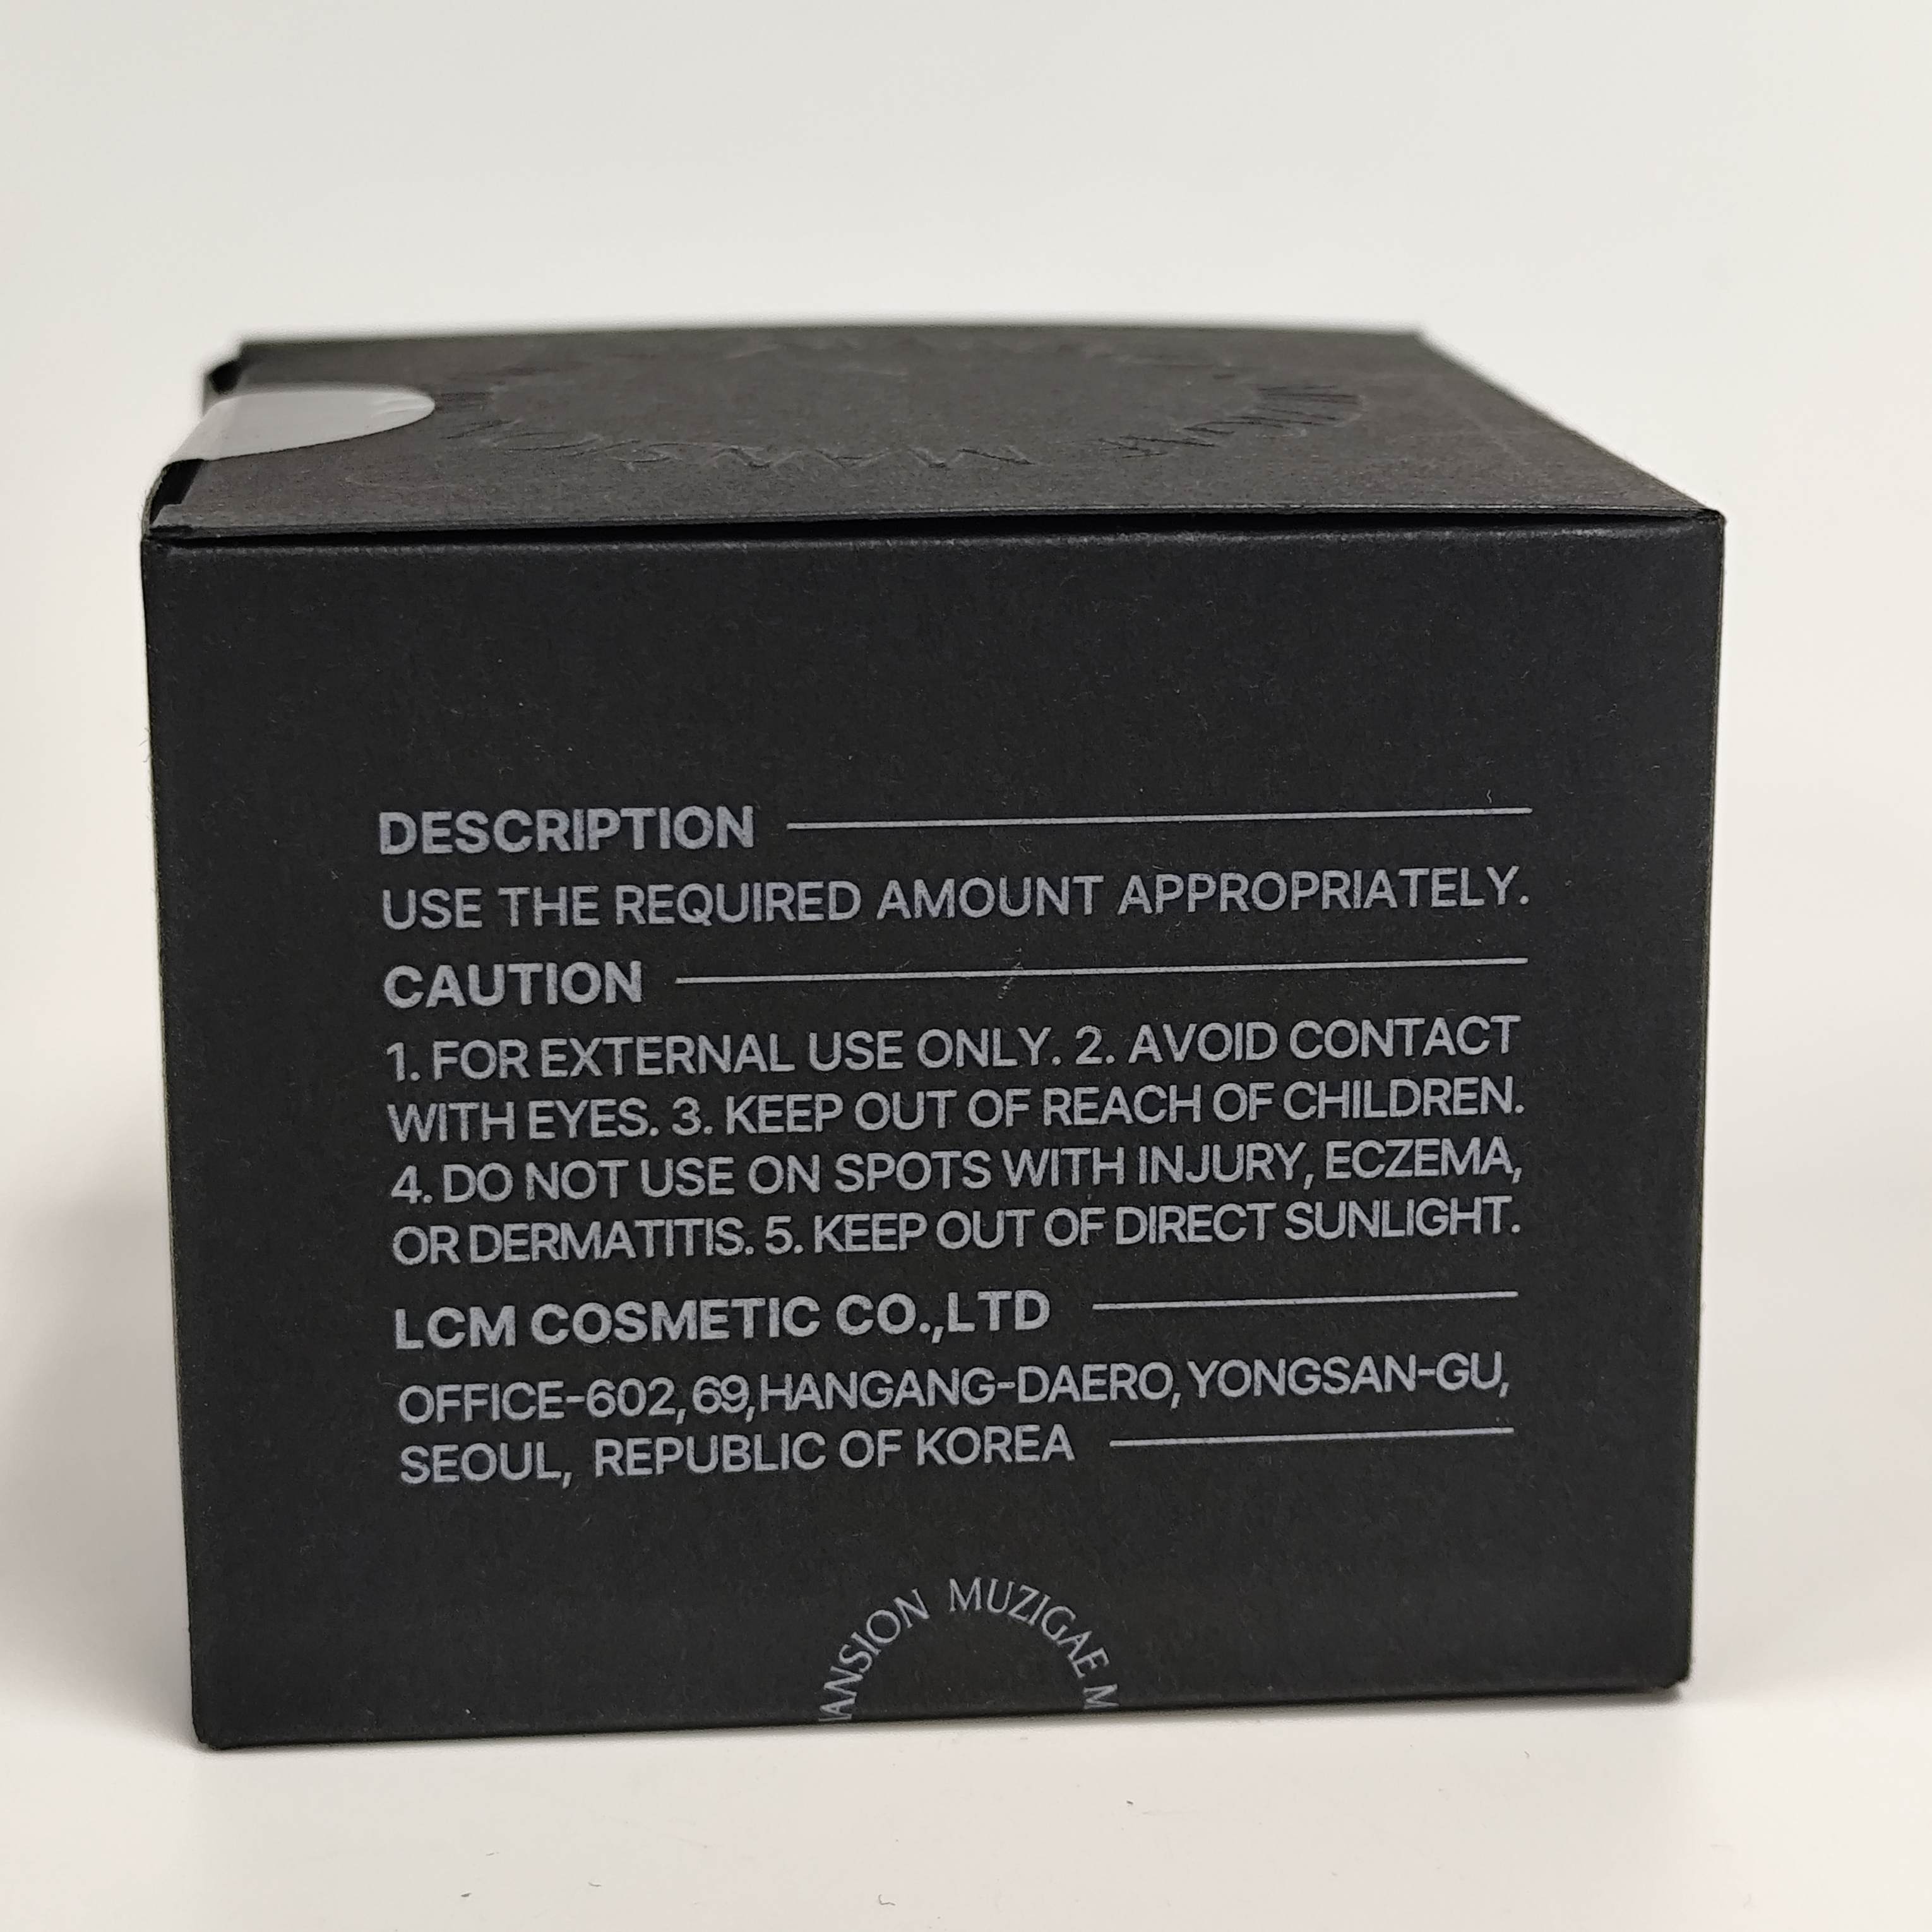 DESCRIPTION
USE THE REQUIRED AMOUNT APPROPRIATELY.
CAUTION
1. FOR EXTERNAL USE ONLY. 2. AVOID CONTACT
WITH EYES. 3. KEEP OUT OF REACH OF CHILDREN.
4. DO NOT USE ON SPOTS WITH INJURY, ECZEMA,
OR DERMATITIS. 5. KEEP OUT OF DIRECT SUNLIGHT.
LCM COSMETIC CO.,LTD
OFFICE-602, 69, HANGANG-DAERO, YONGSAN-GU,
SEOUL, REPUBLIC OF KOREA
ANSION MUZIGAE M